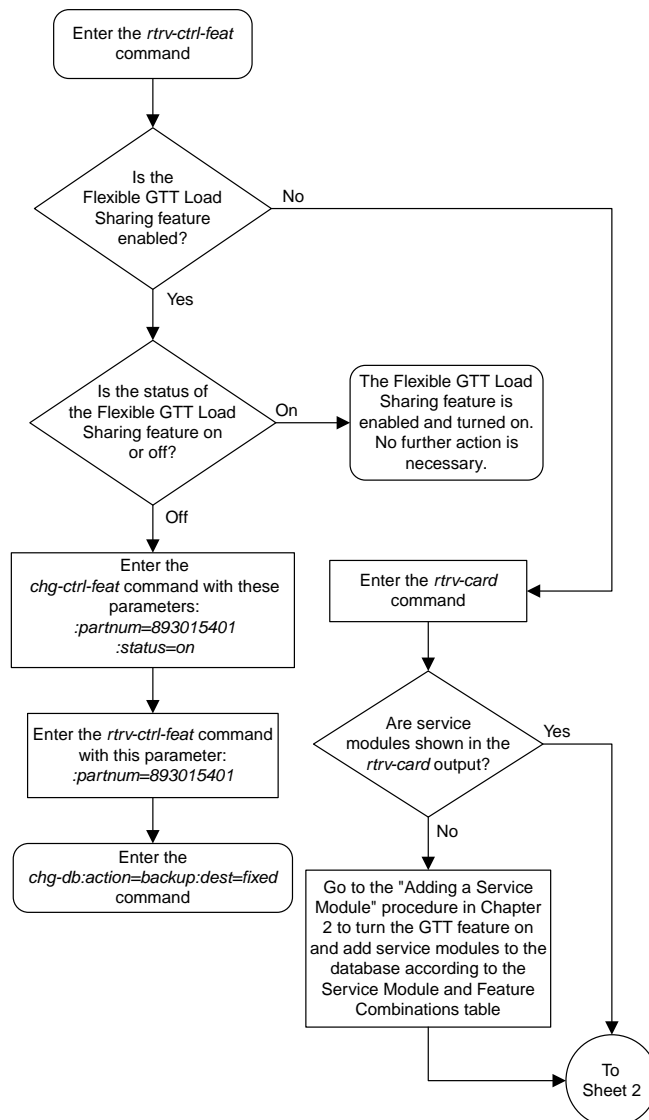 Enter the rtrv-ctrl-feat
command
Is the
Flexible GTT Load
Sharing feature
enabled?
No
Yes
Is the status of
the Flexible GTT Load
Sharing feature on
or off?
On
The Flexible GTT Load
Sharing feature is
enabled and turned on.
No further action is
necessary.
Off
Enter the
chg-ctrl-feat command with these
parameters:
:partnum=893015401
:status=on
Enter the rtrv-card
command
Enter the rtrv-ctrl-feat command
with this parameter:
:partnum=893015401
Are service
modules shown in the
rtrv-card output?
Yes
No
Enter the
chg-db:action=backup:dest=fixed
command
Go to the "Adding a Service
Module" procedure in Chapter
2 to turn the GTT feature on
and add service modules to the
database according to the
Service Module and Feature
Combinations table
To
Sheet 2